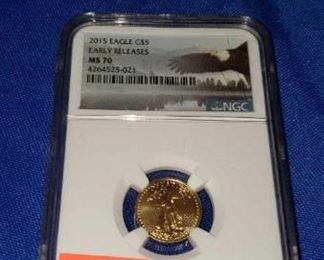 2015 EAGLE G$5
EARLY RELEASES
MS 70
4264525-021
NGC